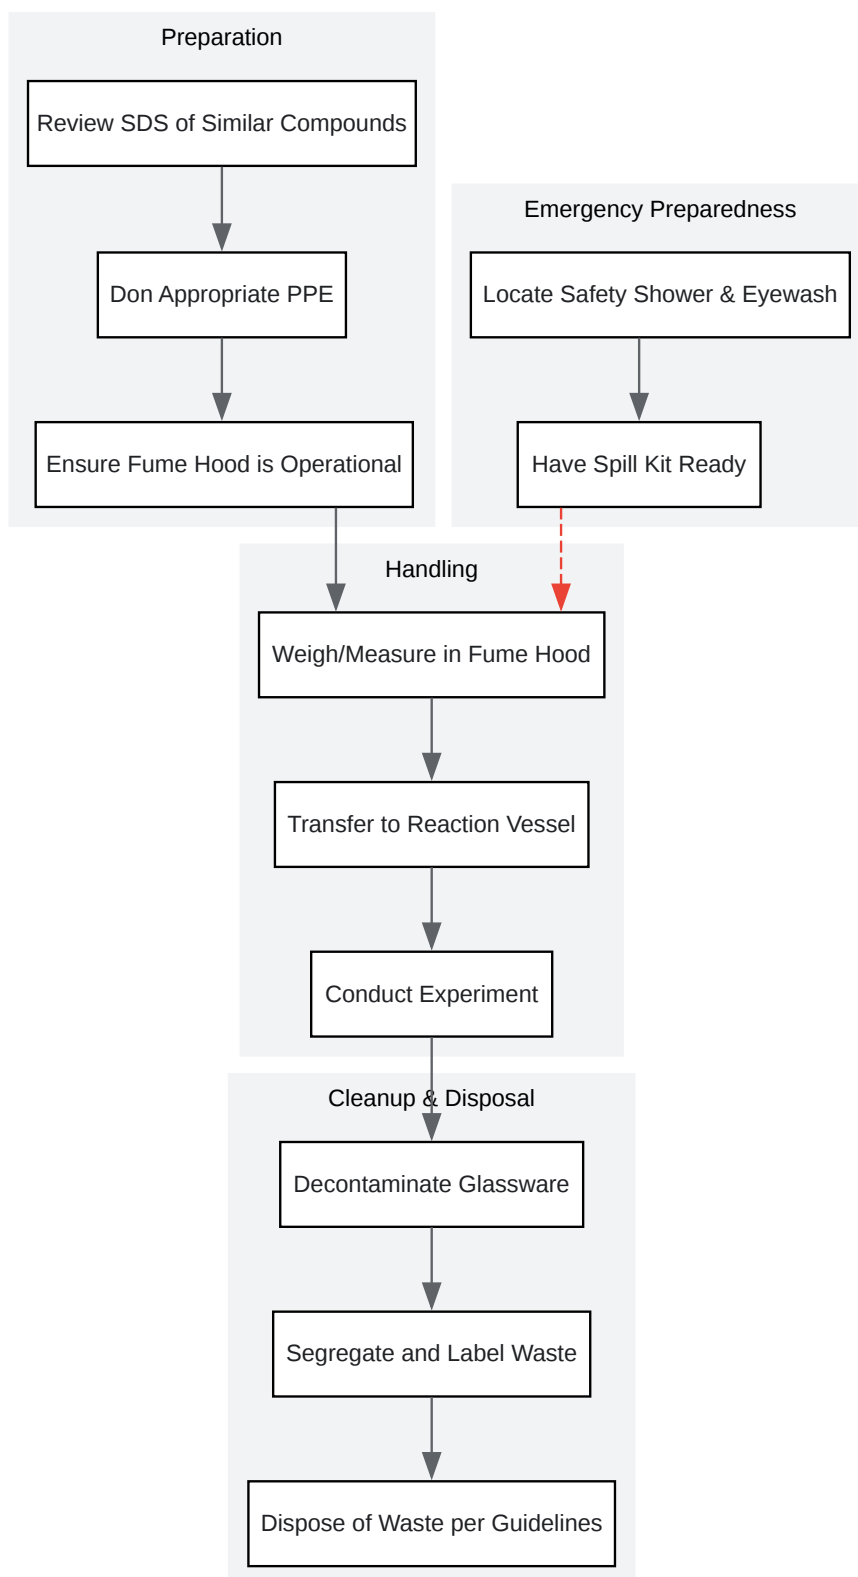 Preparation
Review SDS of Similar Compounds
Don Appropriate PPE
Ensure Fume Hood is Operational
Emergency Preparedness
Locate Safety Shower & Eyewash
Have Spill Kit Ready
Handling
Weigh/Measure in Fume Hood
Transfer to Reaction Vessel
Conduct Experiment
Cleanup & Disposal
Decontaminate Glassware
Segregate and Label Waste
Dispose of Waste per Guidelines